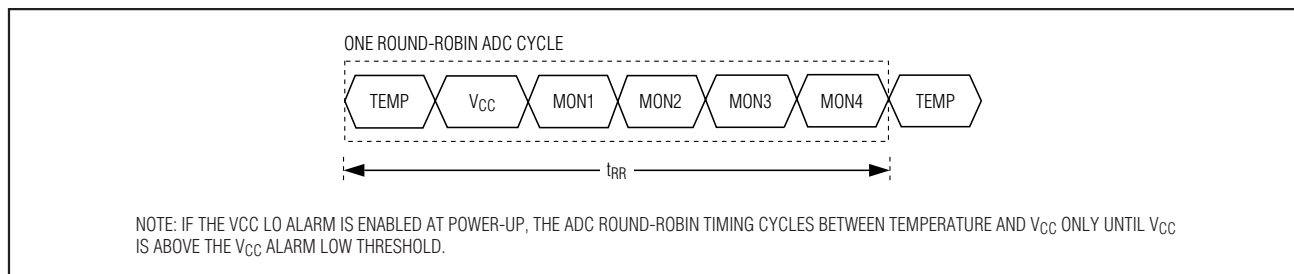 ONE ROUND-ROBIN ADC CYCLE
TEMP VCC MON1 MON2 MON3 MON4 TEMP
tRR
NOTE: IF THE VCC LO ALARM IS ENABLED AT POWER-UP, THE ADC ROUND-ROBIN TIMING CYCLES BETWEEN TEMPERATURE AND VCC ONLY UNTIL VCC
IS ABOVE THE VCC ALARM LOW THRESHOLD.